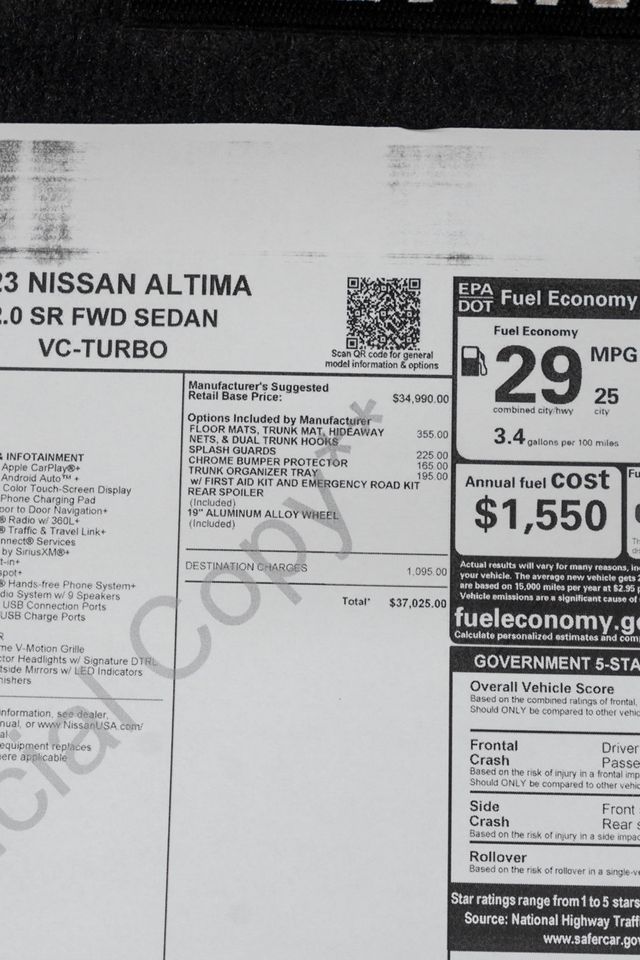 23 NISSAN ALTIMA
2.0 SR FWD SEDAN
VC-TURBO
Scan QR code for general
model information & options
& INFOTAINMENT
Apple CarPlay®+
Android Auto™ +
Color Touch-Screen Display
Phone Charging Pad
oor to Door Navigation+
® Radio w/ 360L+
® Traffic & Travel Link+
nnect® Services
by SiriusXM®+
t-in+
spot+
® Hands-free Phone System+
dio System w/ 9 Speakers
USB Connection Ports
USB Charge Ports
R
me V-Motion Grille
ctor Headlights w/ Signature DTRL
tside Mirrors w/ LED Indicators
nishers
information, see dealer,
nual, or www.NissanUSA.com/
al
equipment replaces
here applicable
Manufacturer's Suggested
Retail Base Price: $34,990.00
Options Included by Manufacturer
FLOOR MATS, TRUNK MAT, HIDEAWAY 355.00
NETS, & DUAL TRUNK HOOKS
SPLASH GUARDS 225.00
CHROME BUMPER PROTECTOR 165.00
TRUNK ORGANIZER TRAY 195.00
w/ FIRST AID KIT AND EMERGENCY ROAD KIT
REAR SPOILER
(Included)
19" ALUMINUM ALLOY WHEEL
(Included)
DESTINATION CHARGES 1,095.00
Total* $37,025.00
cial Copy**
EPA
DOT Fuel Economy
Fuel Economy
29 MPG
25
combined city/hwy city
3.4 gallons per 100 miles
Annual fuel cost
$1,550
Fu
Actual results will vary for many reasons, in
your vehicle. The average new vehicle gets 2
are based on 15,000 miles per year at $2.95 p
Vehicle emissions are a significant cause of
fueleconomy.go
Calculate personalized estimates and com
GOVERNMENT 5-STA
Overall Vehicle Score
Based on the combined ratings of frontal,
Should ONLY be compared to other vehic
Frontal Driver
Crash Passe
Based on the risk of injury in a frontal imp
Should ONLY be compared to other vehic
Side Front
Crash Rear s
Based on the risk of injury in a side impac
Rollover
Based on the risk of rollover in a single-ve
Star ratings range from 1 to 5 stars
Source: National Highway Traff
www.safercar.gov